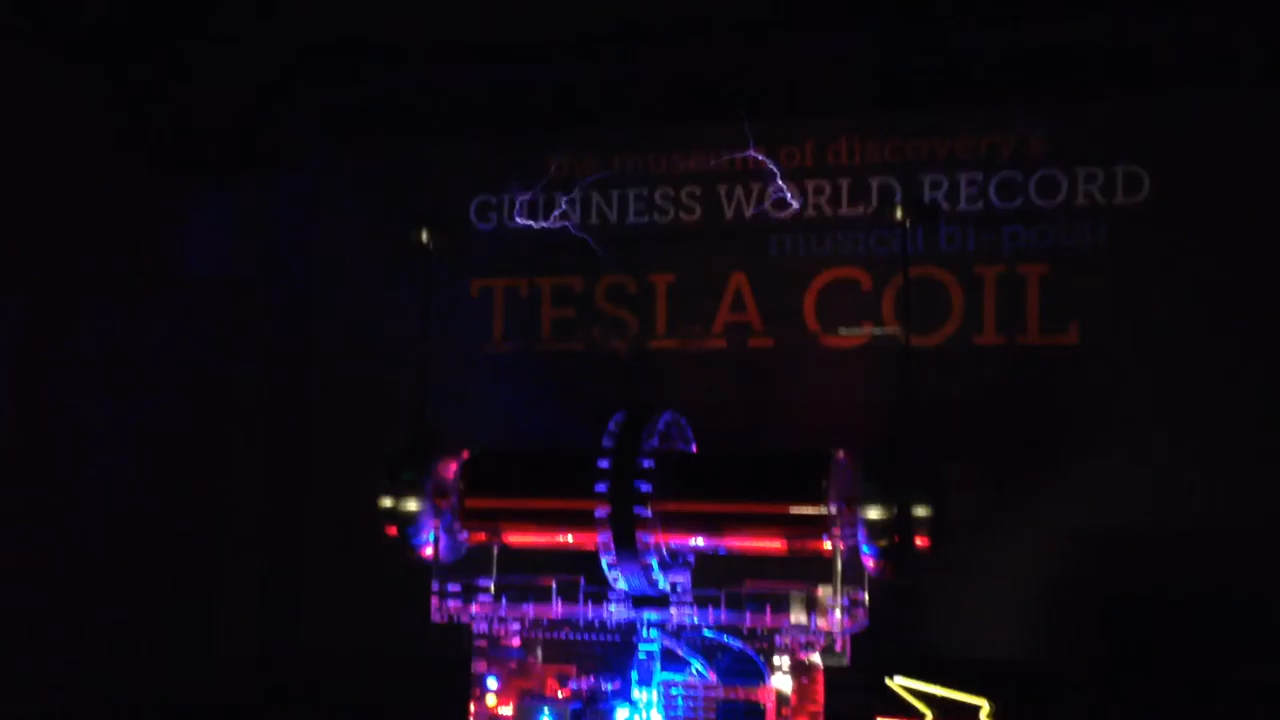 the museum of discovery's
GUINNESS WORLD RECORD
musical bi-polar
TESLA COIL